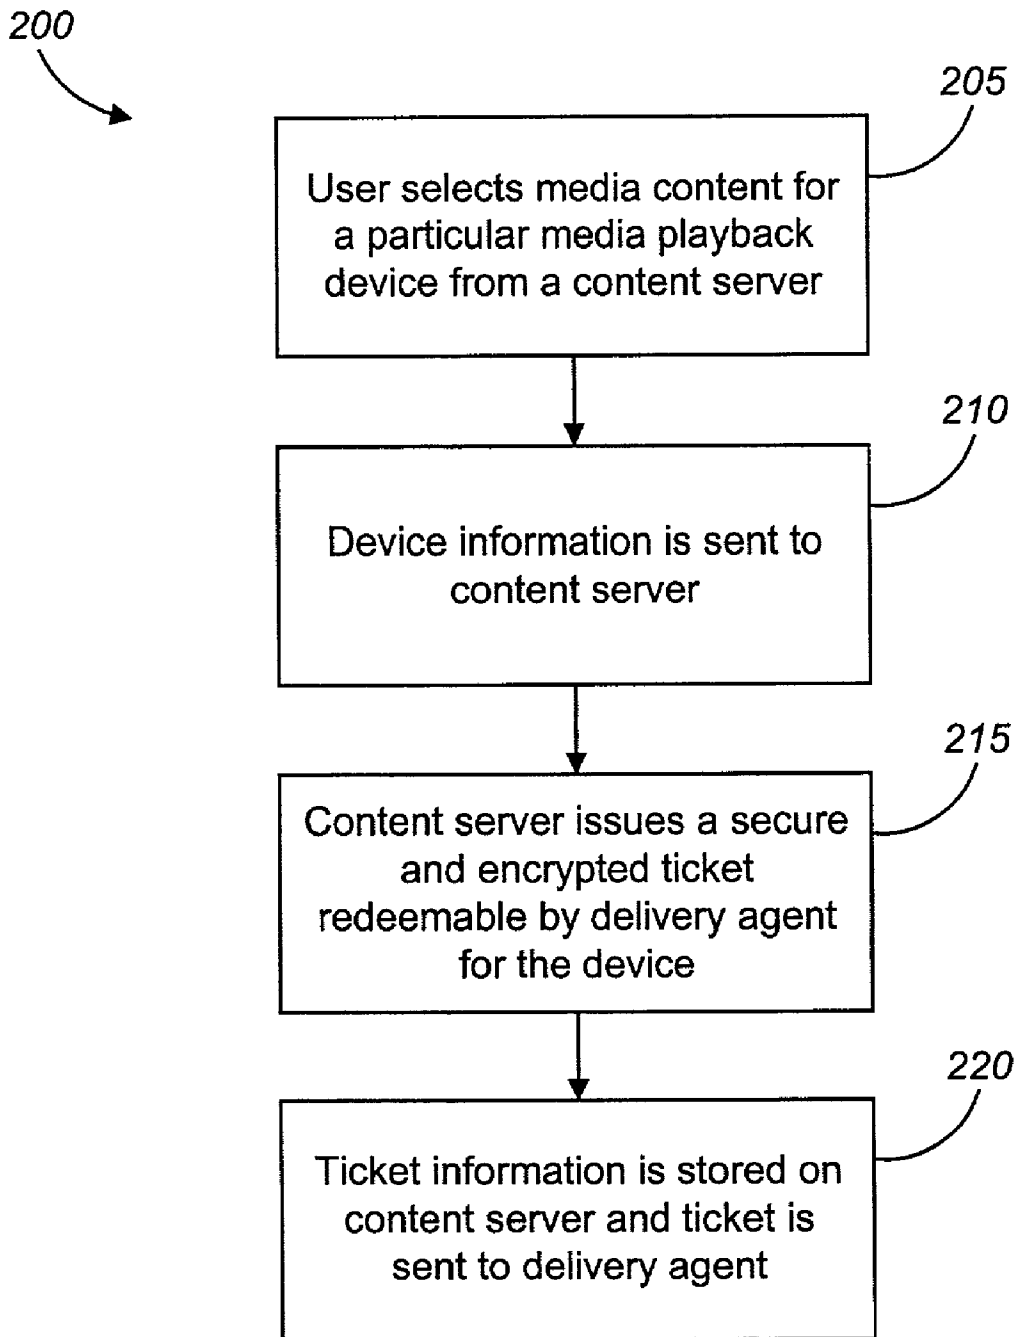 200
205
User selects media content for
a particular media playback
device from a content server
210
Device information is sent to
content server
215
Content server issues a secure
and encrypted ticket
redeemable by delivery agent
for the device
220
Ticket information is stored on
content server and ticket is
sent to delivery agent